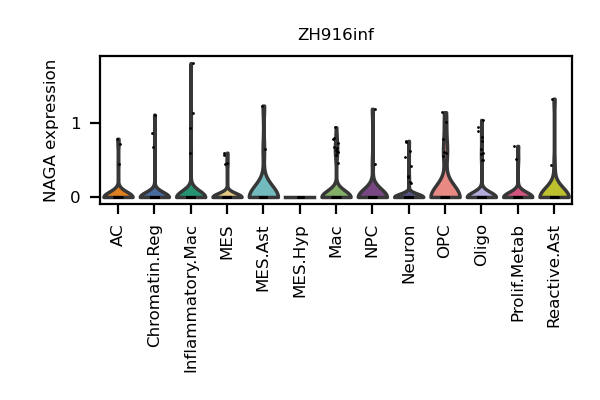 ZH916inf
NAGA expression
1
0
AC
Chromatin.Reg
Inflammatory.Mac
MES
MES.Ast
MES.Hyp
Mac
NPC
Neuron
OPC
Oligo
Prolif.Metab
Reactive.Ast